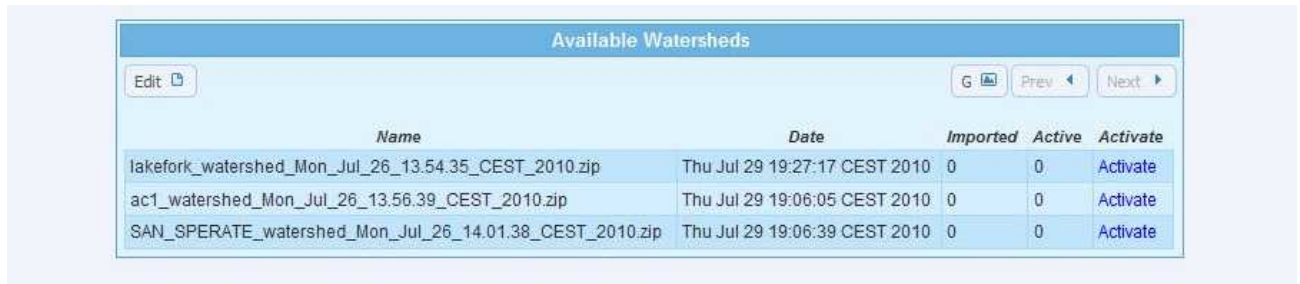 Available Watersheds
Edit
G Prev Next
Name Date Imported Active Activate
lakefork_watershed_Mon_Jul_26_13.54.35_CEST_2010.zip Thu Jul 29 19:27:17 CEST 2010 0 0 Activate
ac1_watershed_Mon_Jul_26_13.56.39_CEST_2010.zip Thu Jul 29 19:06:05 CEST 2010 0 0 Activate
SAN_SPERATE_watershed_Mon_Jul_26_14.01.38_CEST_2010.zip Thu Jul 29 19:06:39 CEST 2010 0 0 Activate